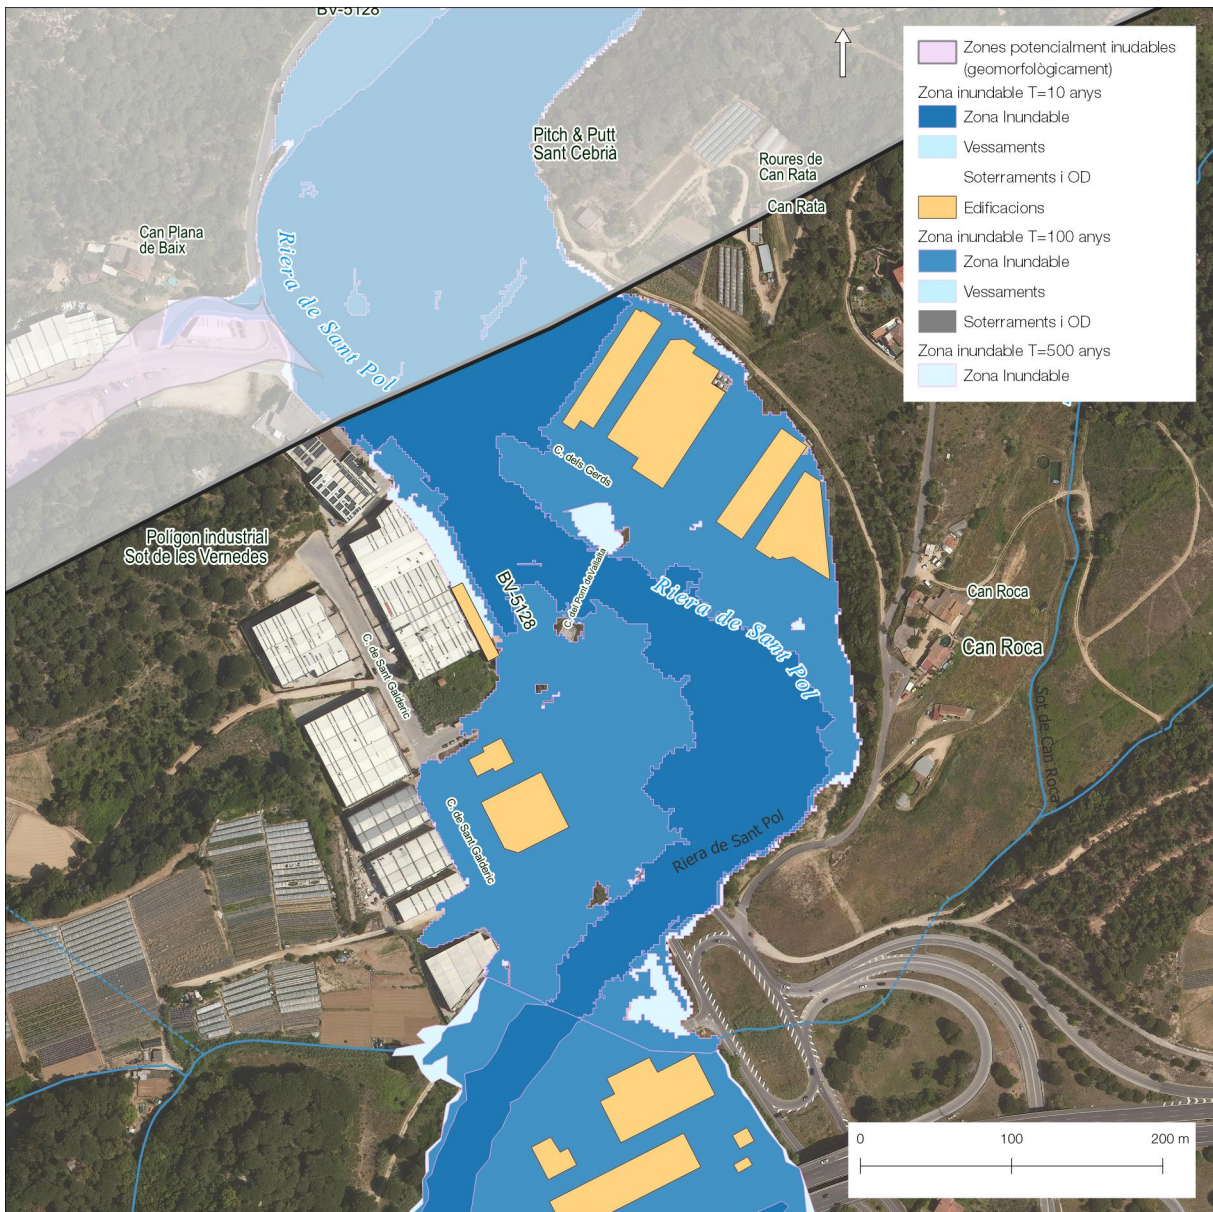 BV-5128
Zones potencialment inudables
(geomorfològicament)
Zona inundable T=10 anys
Zona Inundable
Vessaments
Soterraments i OD
Edificacions
Zona inundable T=100 anys
Zona Inundable
Vessaments
Soterraments i OD
Zona inundable T=500 anys
Zona Inundable
Pitch & Putt
Sant Cebrià
Roures de
Can Rata
Can Rata
Can Plana
de Baix
Riera de Sant Pol
C. dels Gerds
Polígon industrial
Sot de les Vernedes
BV-5128
C. del Pont de Vallalta
Riera de Sant Pol
Can Roca
Can Roca
C. de Sant Galderic
Sot de Can Roca
C. de Sant Galderic
Riera de Sant Pol
0 100 200 m